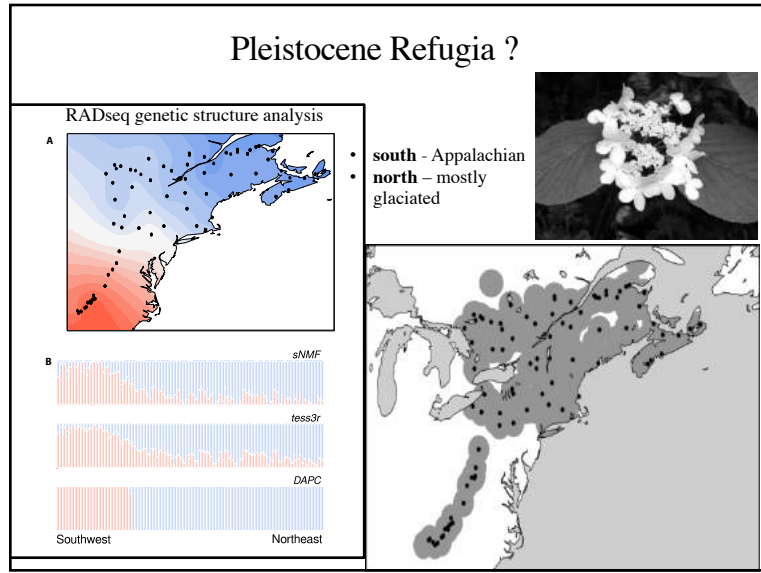 Pleistocene Refugia ?
RADseq genetic structure analysis
A
• south - Appalachian
• north – mostly
glaciated
B
sNMF
tess3r
DAPC
Southwest
Northeast